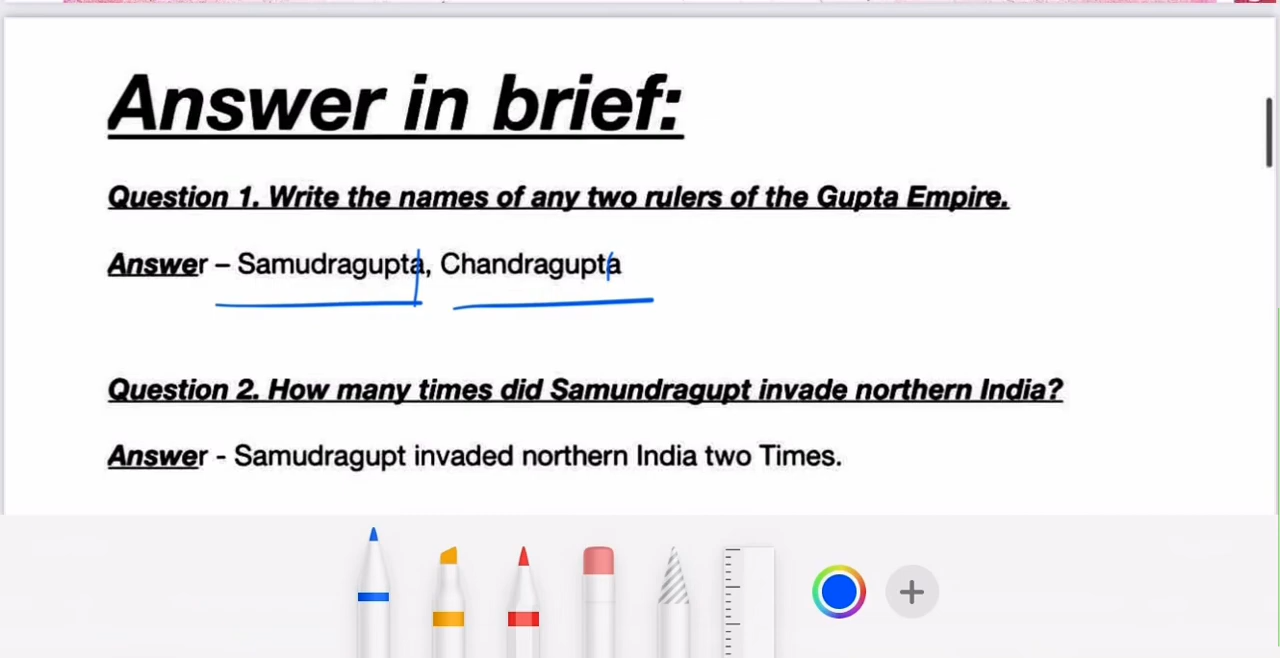 Answer in brief:
Question 1. Write the names of any two rulers of the Gupta Empire.
Answer – Samudragupta, Chandragupta
Question 2. How many times did Samundragupt invade northern India?
Answer - Samudragupt invaded northern India two Times.